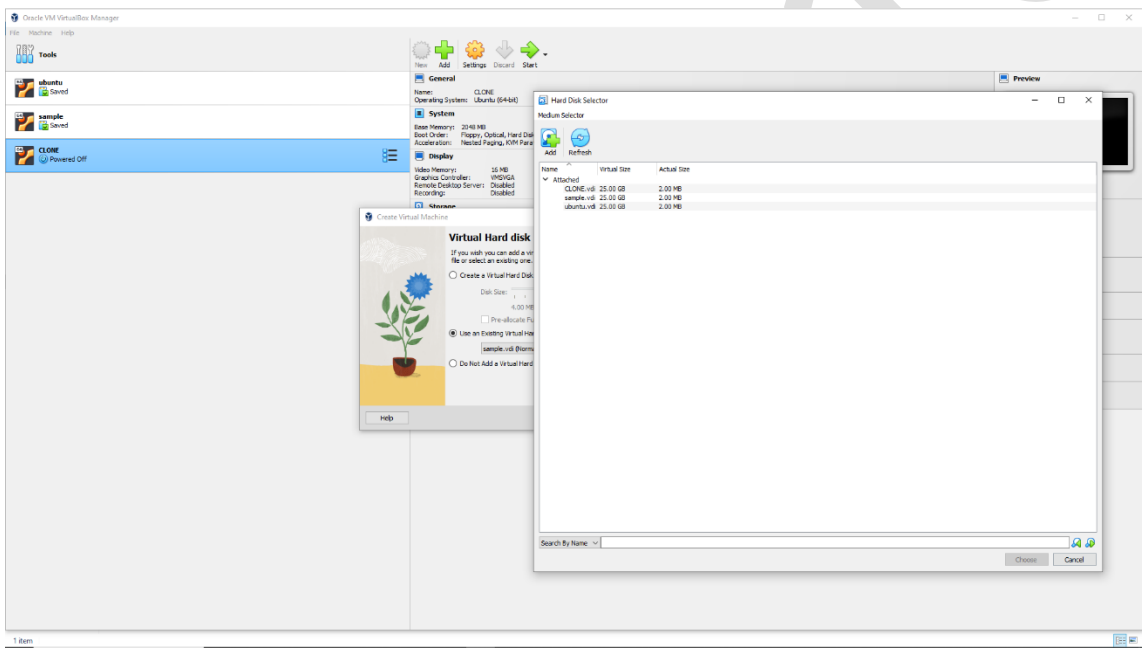 Oracle VM VirtualBox Manager
File Machine Help
Tools
New Add Settings Discard Start
ubuntu
Saved
sample
Saved
CLONE
Powered Off
General
Name: CLONE
Operating System: Ubuntu (64-bit)
System
Base Memory: 2048 MB
Boot Order: Floppy, Optical, Hard Dis
Acceleration: Nested Paging, KVM Para
Display
Video Memory: 16 MB
Graphics Controller: VMSVGA
Remote Desktop Server: Disabled
Recording: Disabled
Storage
Preview
Create Virtual Machine
Virtual Hard disk
If you wish you can add a vir
file or select an existing one.
Create a Virtual Hard Disk
Disk Size:
4.00 MB
Pre-allocate Fu
Use an Existing Virtual Har
sample.vdi (Norma
Do Not Add a Virtual Hard
Help
Hard Disk Selector
Medium Selector
Add Refresh
Name Virtual Size Actual Size
Attached
CLONE.vdi 25.00 GB 2.00 MB
sample.vdi 25.00 GB 2.00 MB
ubuntu.vdi 25.00 GB 2.00 MB
Search By Name
Choose Cancel
1 item